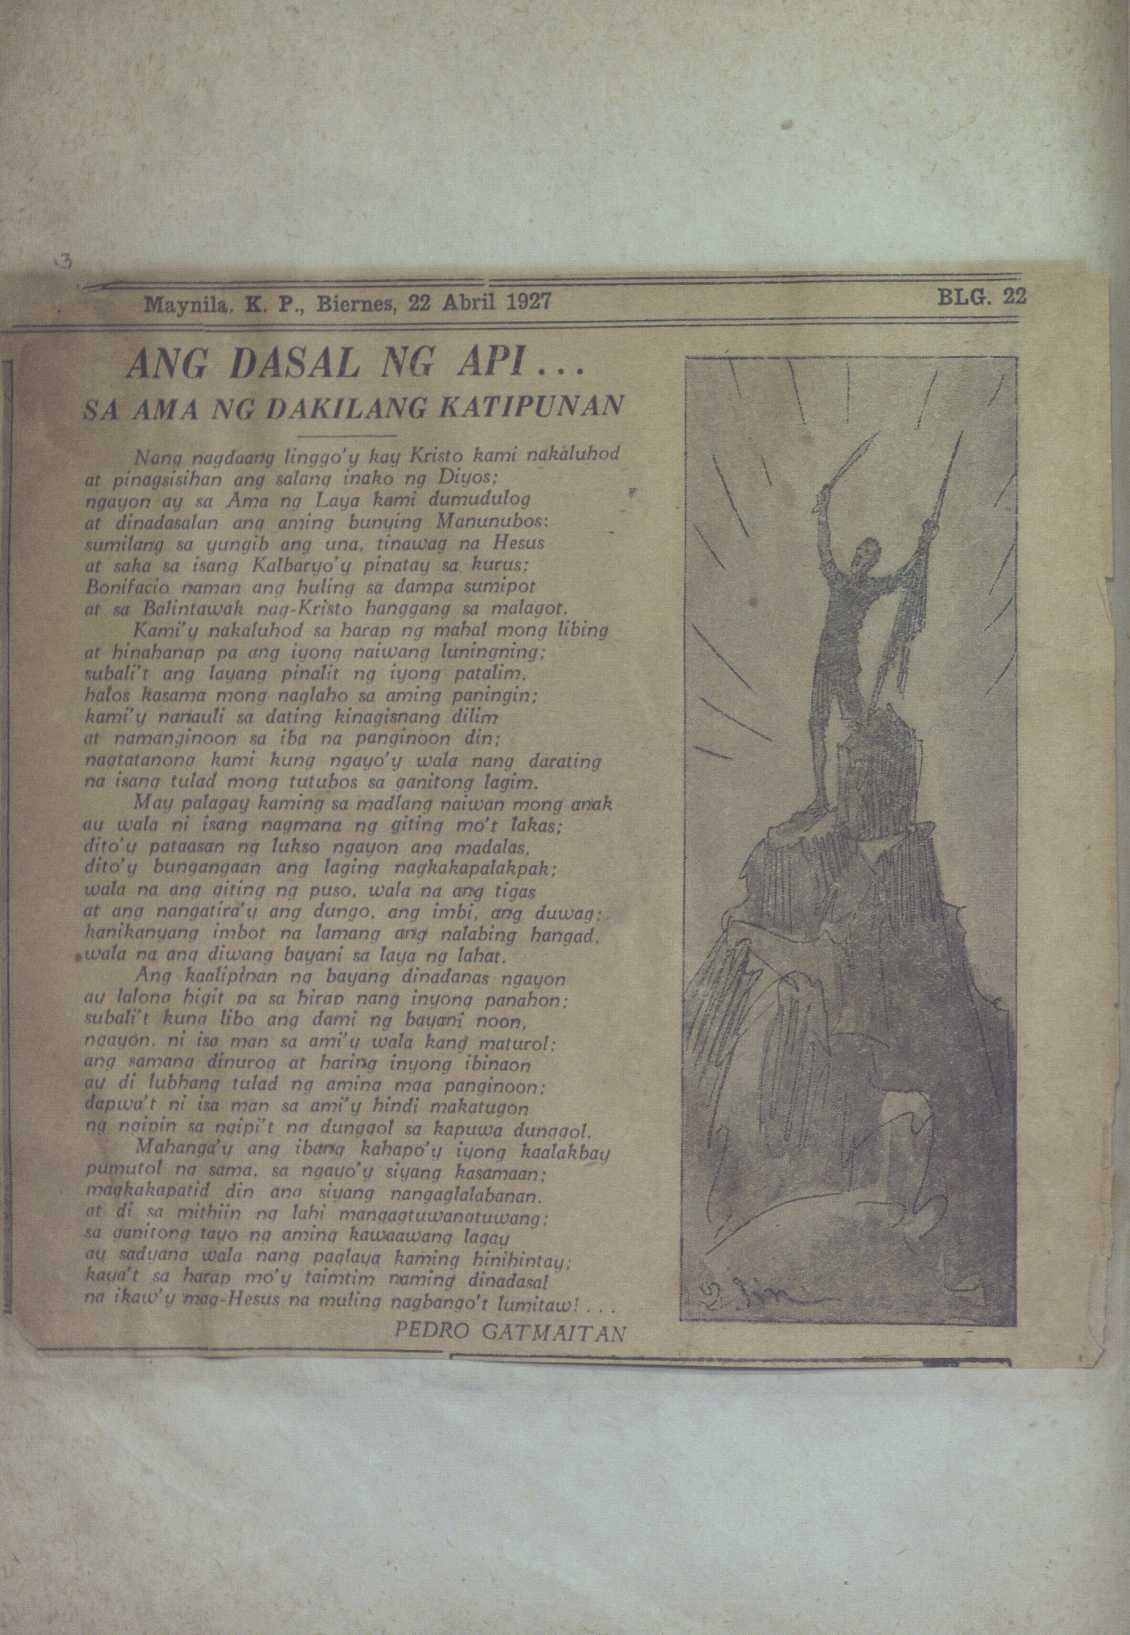 3
Maynila, K. P., Biernes, 22 Abril 1927
BLG. 22
ANG DASAL NG API...
SA AMA NG DAKILANG KATIPUNAN
Nang nagdaang linggo'y kay Kristo kami nakaluhod
at pinagsisihan ang salang inako ng Diyos;
ngayon ay sa Ama ng Laya kami dumudulog
at dinadasalan ang aming bunying Manunubos:
sumilang sa yungib ang una, tinawag na Hesus
at saka sa isang Kalbaryo'y pinatay sa kurus;
Bonifacio naman ang huling sa dampa sumipot
at sa Balintawak nag-Kristo hanggang sa malagot.
Kami'y nakaluhod sa harap ng mahal mong libing
at hinahanap pa ang iyong naiwang luningning;
subali't ang layang pinalit ng iyong patalim,
halos kasama mong naglaho sa aming paningin;
kami'y nanauli sa dating kinagisnang dilim
at namanginoon sa iba na panginoon din;
nagtatanong kami kung ngayo'y wala nang darating
na isang tulad mong tutubos sa ganitong lagim.
May palagay kaming sa madlang naiwan mong anak
ay wala ni isang nagmana ng giting mo't lakas;
dito'y pataasan ng lukso ngayon ang madalas,
dito'y bungangaan ang laging nagkakapalakpak;
wala na ang giting ng puso, wala na ang tigas
at ang nangatira'y ang dungo, ang imbi, ang duwag;
kanikanyang imbot na lamang ang nalabing hangad,
wala na ang diwang bayani sa laya ng lahat.
Ang kaalipinan ng bayang dinadanas ngayon
ay lalong higit pa sa hirap nang inyong panahon;
subali't kung libo ang dami ng bayani noon,
ngayon, ni isa man sa ami'y wala kang maturol;
ang samang dinurog at haring inyong ibinaon
ay di lubhang tulad ng aming mga panginoon;
dapwa't ni isa man sa ami'y hindi makatugon
ng ngipin sa ngipi't ng dunggol sa kapuwa dunggol.
Mahanga'y ang ibang kahapo'y iyong kaalakbay
pumutol ng sama, sa ngayo'y siyang kasamaan;
magkakapatid din ang siyang nangaglalabanan,
at di sa mithiin ng lahi mangagtuwangtuwang;
sa ganitong tayo ng aming kawaawang lagay
ay sadyang wala nang paglaya kaming hinihintay;
kaya't sa harap mo'y taimtim naming dinadasal
na ikaw'y mag-Hesus na muling nagbango't lumitaw!...
PEDRO GATMAITAN